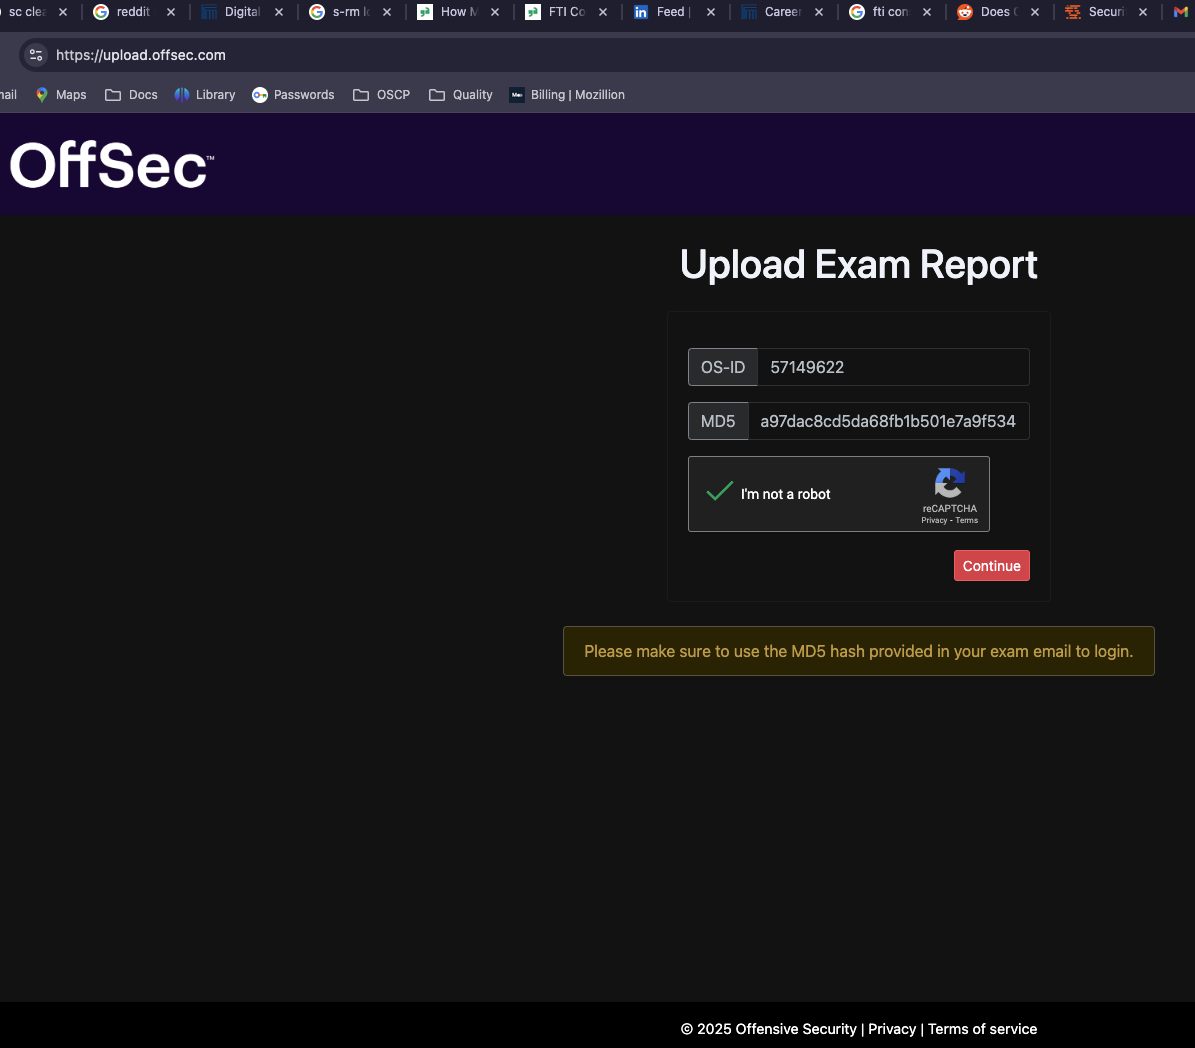 sc clea reddit Digital s-rm How M FTI Co Feed | Career fti con Does Securi
https://upload.offsec.com
nail Maps Docs Library Passwords OSCP Quality Billing | Mozillion
OffSec™
Upload Exam Report
OS-ID 57149622
MD5 a97dac8cd5da68fb1b501e7a9f534
I'm not a robot
reCAPTCHA
Privacy - Terms
Continue
Please make sure to use the MD5 hash provided in your exam email to login.
© 2025 Offensive Security | Privacy | Terms of service